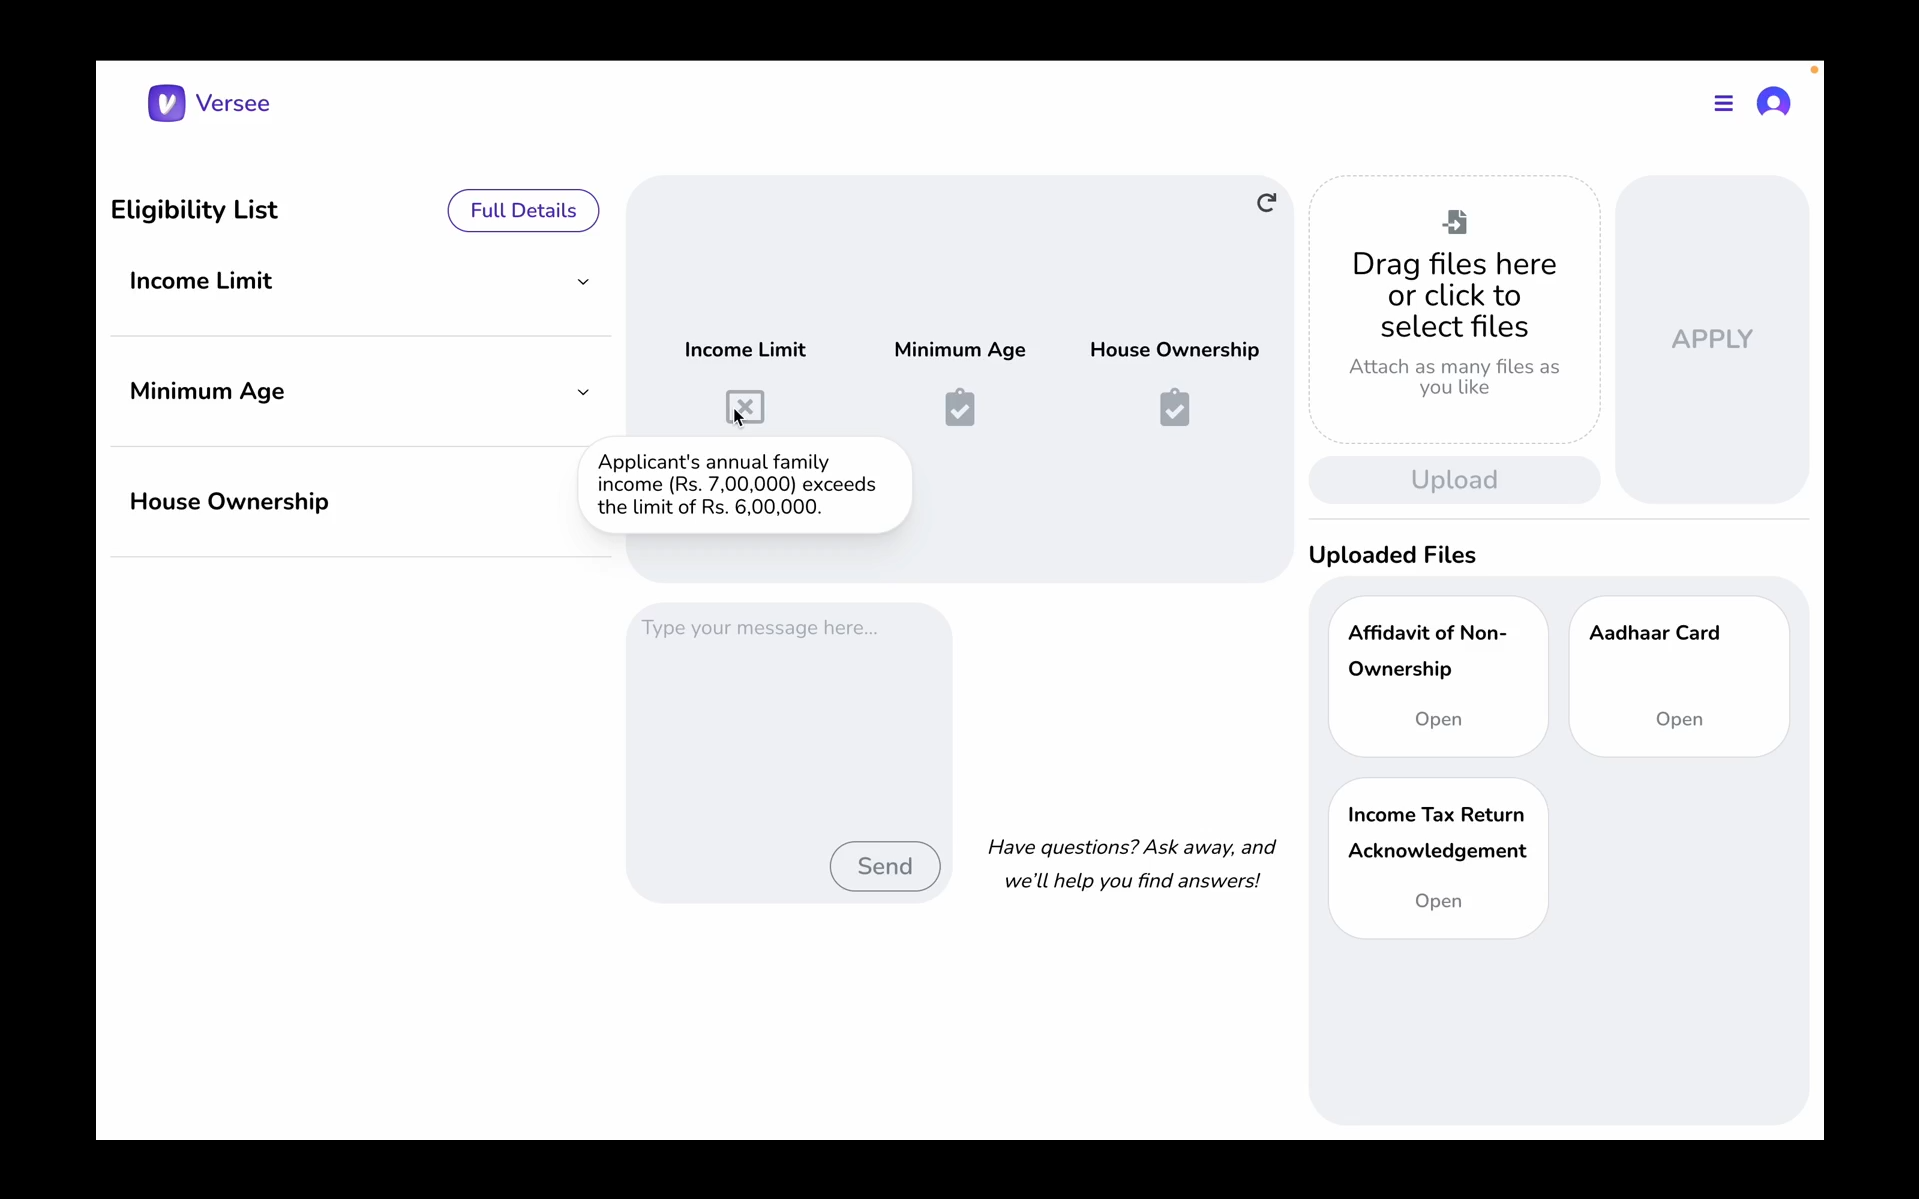 Versee
Eligibility List
Full Details
Income Limit
Minimum Age
House Ownership
Income Limit
Minimum Age
House Ownership
Applicant's annual family
income (Rs. 7,00,000) exceeds
the limit of Rs. 6,00,000.
Type your message here...
Send
Have questions? Ask away, and
we'll help you find answers!
Drag files here
or click to
select files
Attach as many files as
you like
Upload
APPLY
Uploaded Files
Affidavit of Non-
Ownership
Open
Aadhaar Card
Open
Income Tax Return
Acknowledgement
Open